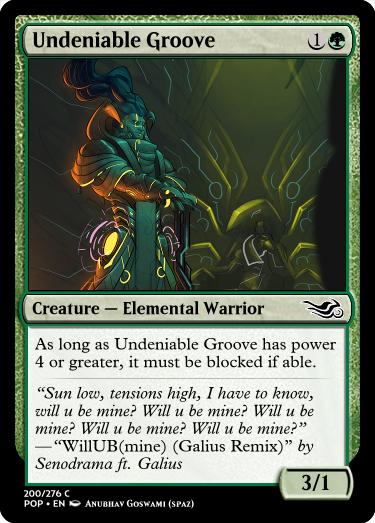 Undeniable Groove 1
Creature — Elemental Warrior
As long as Undeniable Groove has power
4 or greater, it must be blocked if able.
“Sun low, tensions high, I have to know,
will u be mine? Will u be mine? Will u be
mine? Will u be mine? Will u be mine?”
—“WillUB(mine) (Galius Remix)” by
Senodrama ft. Galius
3/1
200/276 C
POP • EN Anubhav Goswami (spaz)